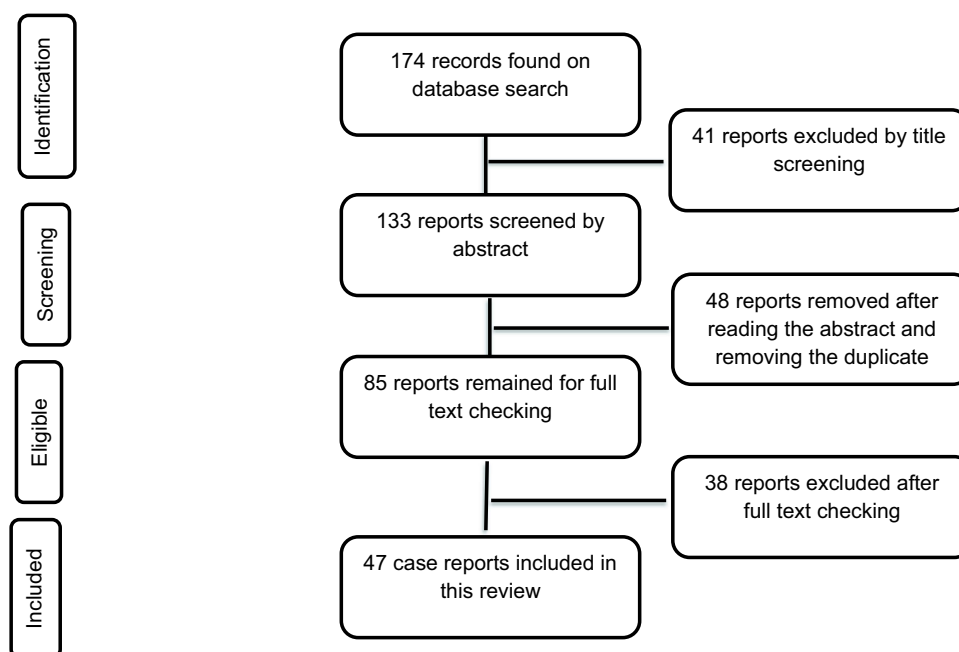 Identification
174 records found on
database search
41 reports excluded by title
screening
Screening
133 reports screened by
abstract
48 reports removed after
reading the abstract and
removing the duplicate
Eligible
85 reports remained for full
text checking
38 reports excluded after
full text checking
Included
47 case reports included in
this review